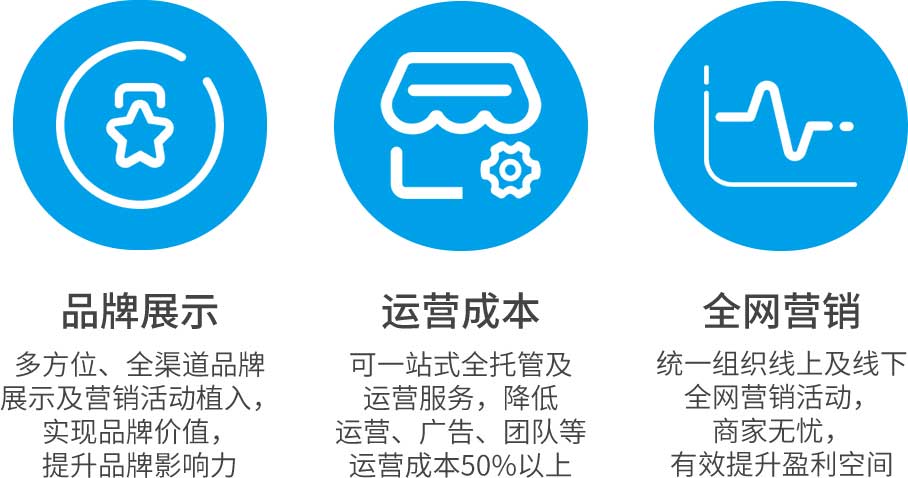 品牌展示
多方位、全渠道品牌
展示及营销活动植入，
实现品牌价值，
提升品牌影响力
运营成本
可一站式全托管及
运营服务，降低
运营、广告、团队等
运营成本50%以上
全网营销
统一组织线上及线下
全网营销活动，
商家无忧，
有效提升盈利空间